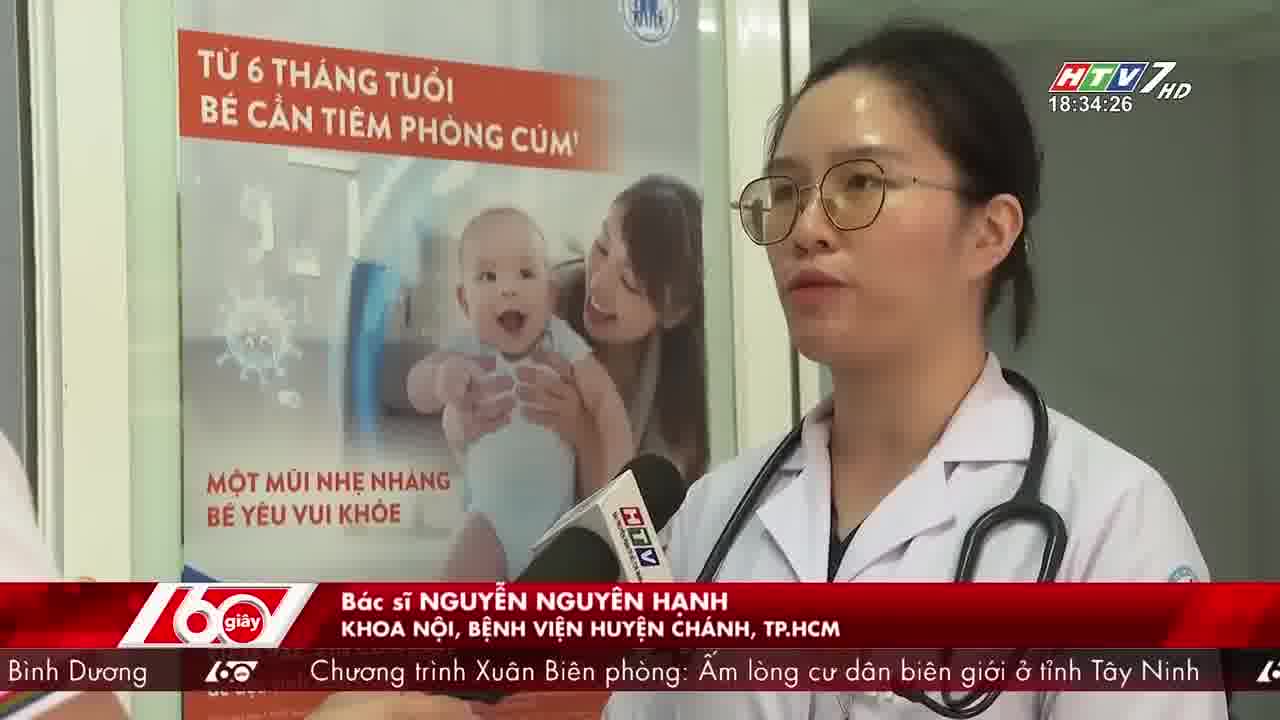 TỪ 6 THÁNG TUỔI
BÉ CẦN TIÊM PHÒNG CÚM¹
HTV7 HD
18:34:26
MỘT MŨI NHẸ NHÀNG
BÉ YÊU VUI KHỎE
HTV
60 giây
Bác sĩ NGUYỄN NGUYÊN HẠNH
KHOA NỘI, BỆNH VIỆN HUYỆN CHÁNH, TP.HCM
Bình Dương 60 Chương trình Xuân Biên phòng: Ấm lòng cư dân biên giới ở tỉnh Tây Ninh